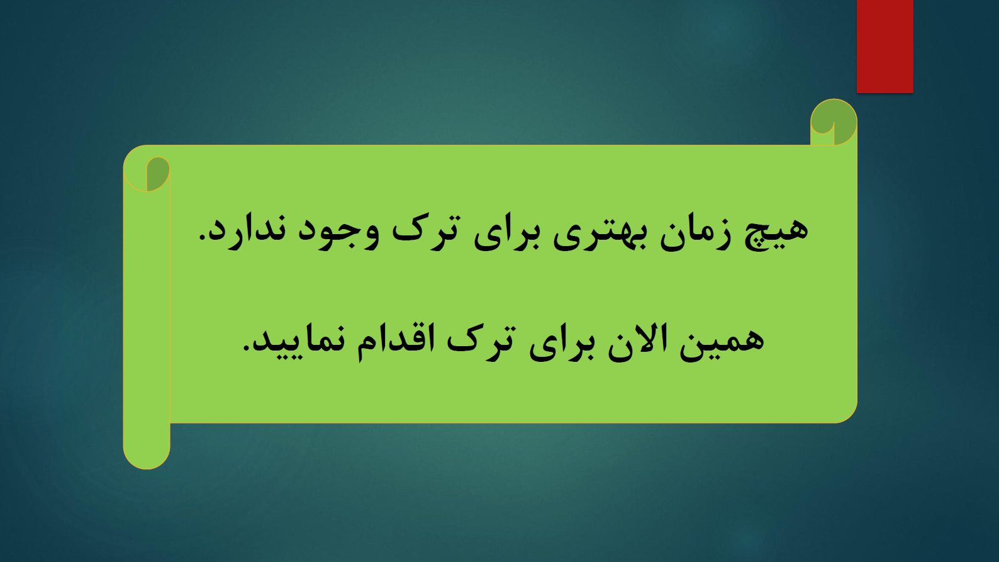 هیچ زمان بهتری برای ترک وجود ندارد.
همین الان برای ترک اقدام نمایید.